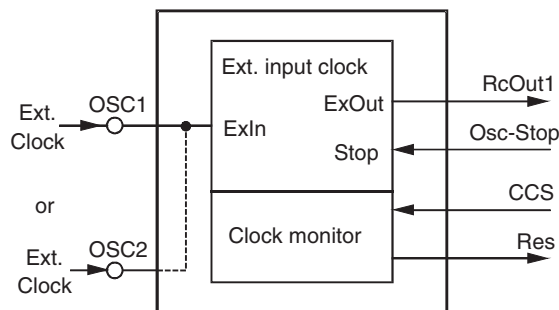 Ext. input clock
ExOut
RcOut1
OSC1
Ext.
Clock
ExIn
Osc-Stop
Stop
CCS
or
Clock monitor
Res
OSC2
Ext.
Clock